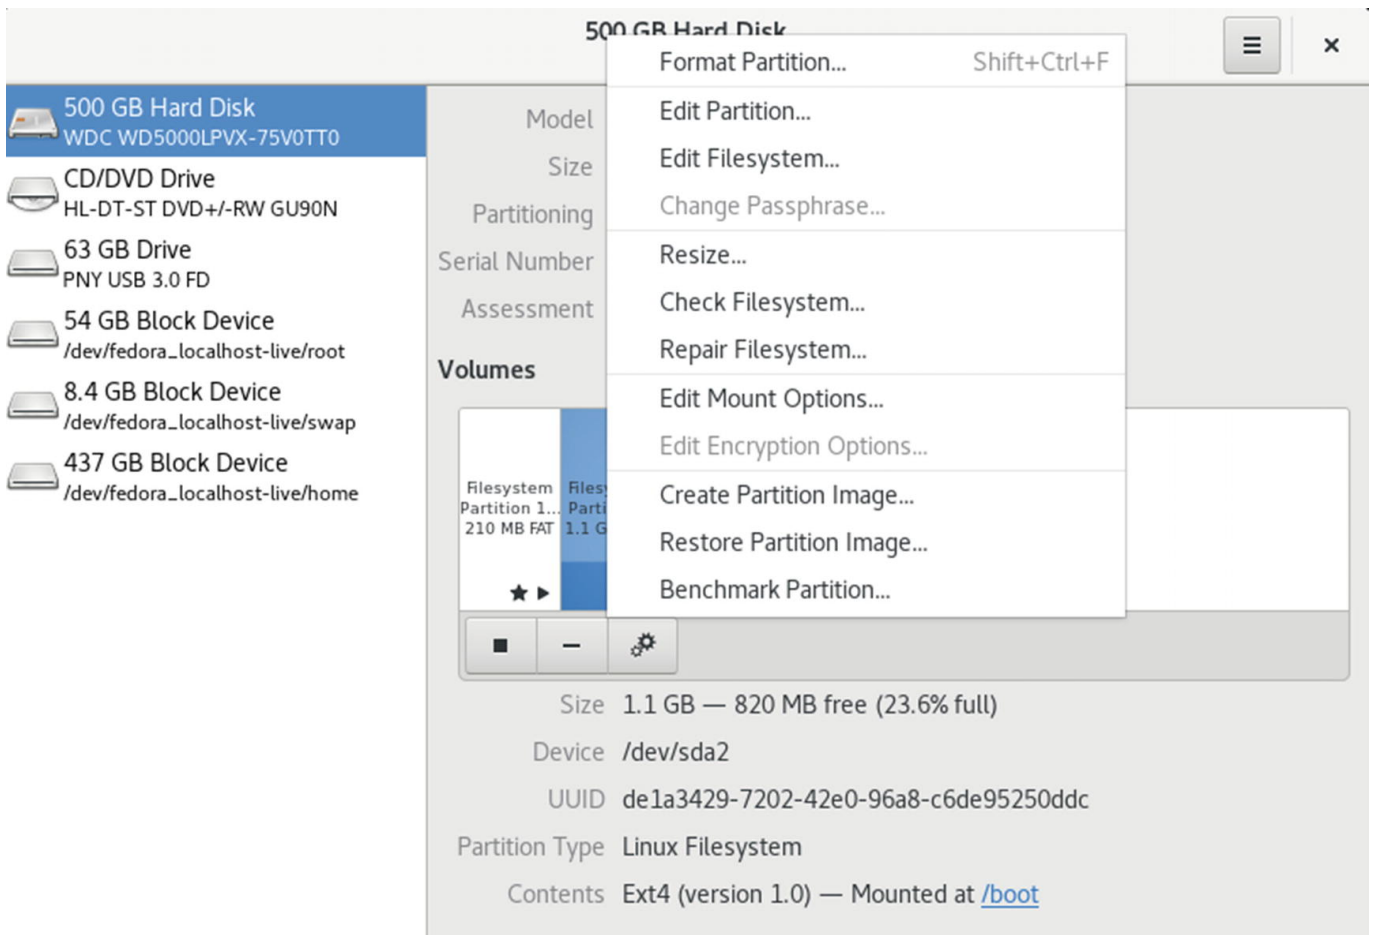 500 GB Hard Disk
500 GB Hard Disk
WDC WD5000LPVX-75V0TT0
CD/DVD Drive
HL-DT-ST DVD+/-RW GU90N
63 GB Drive
PNY USB 3.0 FD
54 GB Block Device
/dev/fedora_localhost-live/root
8.4 GB Block Device
/dev/fedora_localhost-live/swap
437 GB Block Device
/dev/fedora_localhost-live/home
Model
Size
Partitioning
Serial Number
Assessment
Volumes
Format Partition... Shift+Ctrl+F
Edit Partition...
Edit Filesystem...
Change Passphrase...
Resize...
Check Filesystem...
Repair Filesystem...
Edit Mount Options...
Edit Encryption Options...
Create Partition Image...
Restore Partition Image...
Benchmark Partition...
Filesystem
Partition 1...
210 MB FAT
Files
Parti
1.1 G
Size 1.1 GB — 820 MB free (23.6% full)
Device /dev/sda2
UUID de1a3429-7202-42e0-96a8-c6de95250ddc
Partition Type Linux Filesystem
Contents Ext4 (version 1.0) — Mounted at /boot